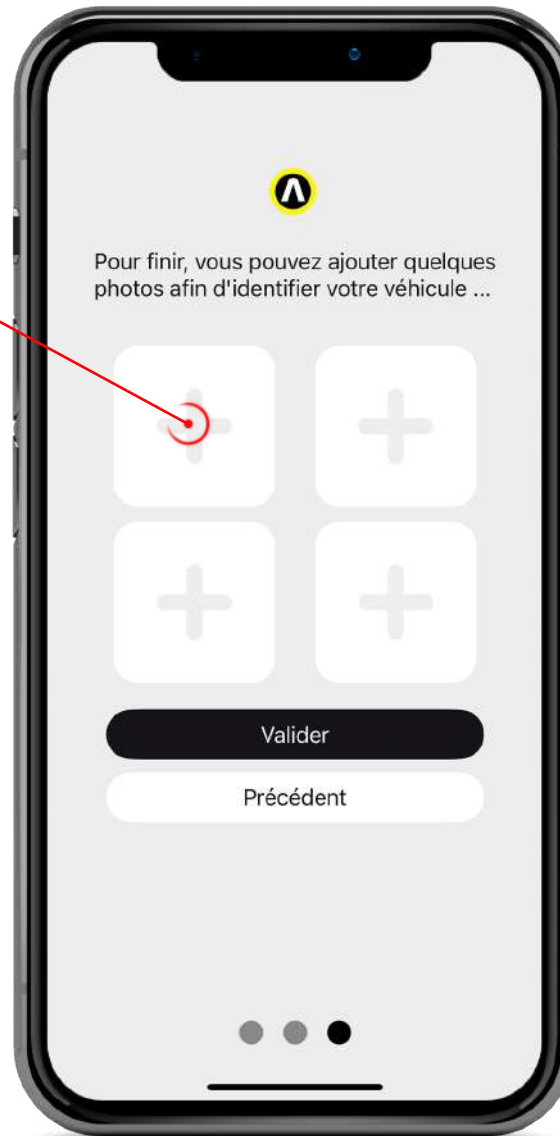 Pour finir, vous pouvez ajouter quelques
photos afin d'identifier votre véhicule ...
Valider
Précédent